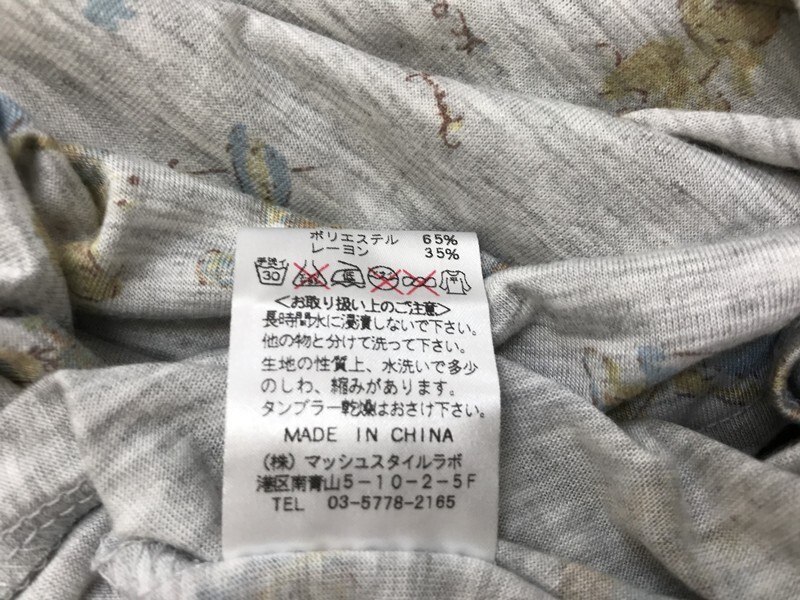 ポリエステル 65%
レーヨン 35%
手洗イ
30
低
<お取り扱い上のご注意>
長時間水に浸漬しないで下さい。
他の物と分けて洗って下さい。
生地の性質上、水洗いで多少
のしわ、縮みがあります。
タンブラー乾燥はおさけ下さい。
MADE IN CHINA
(株)マッシュスタイルラボ
港区南青山5-10-2-5F
TEL 03-5778-2165